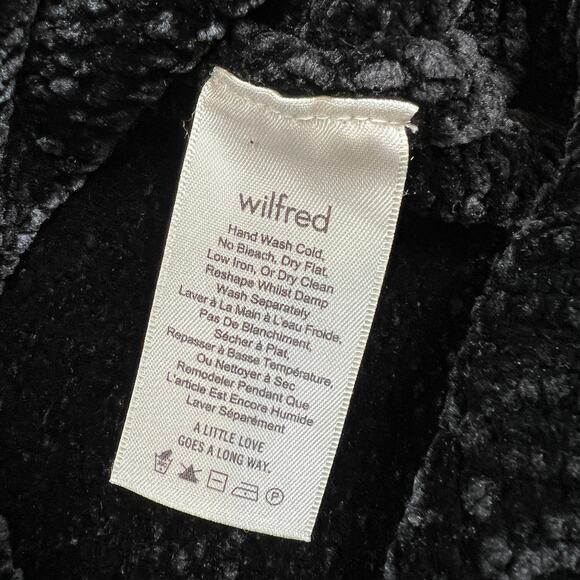 wilfred
Hand Wash Cold,
No Bleach, Dry Flat,
Low Iron, Or Dry Clean
Reshape Whilst Damp
Wash Separately
Laver à La Main à L'eau Froide,
Pas De Blanchiment,
Sécher à Plat,
Repasser à Basse Température,
Ou Nettoyer à Sec
Remodeler Pendant Que
L'article Est Encore Humide
Laver Séparément
A LITTLE LOVE
GOES A LONG WAY.
P